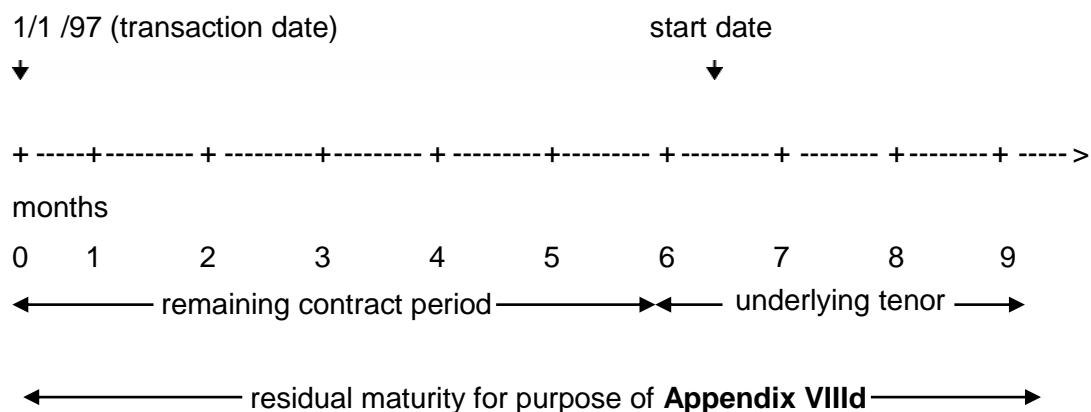 1/1 /97 (transaction date) start date
+ -----+--------- + ---------+--------- + ---------+--------- + ---------+ -------- +-------- + ----- >
months
0 1 2 3 4 5 6 7 8 9
remaining contract period underlying tenor
residual maturity for purpose of Appendix VIIId